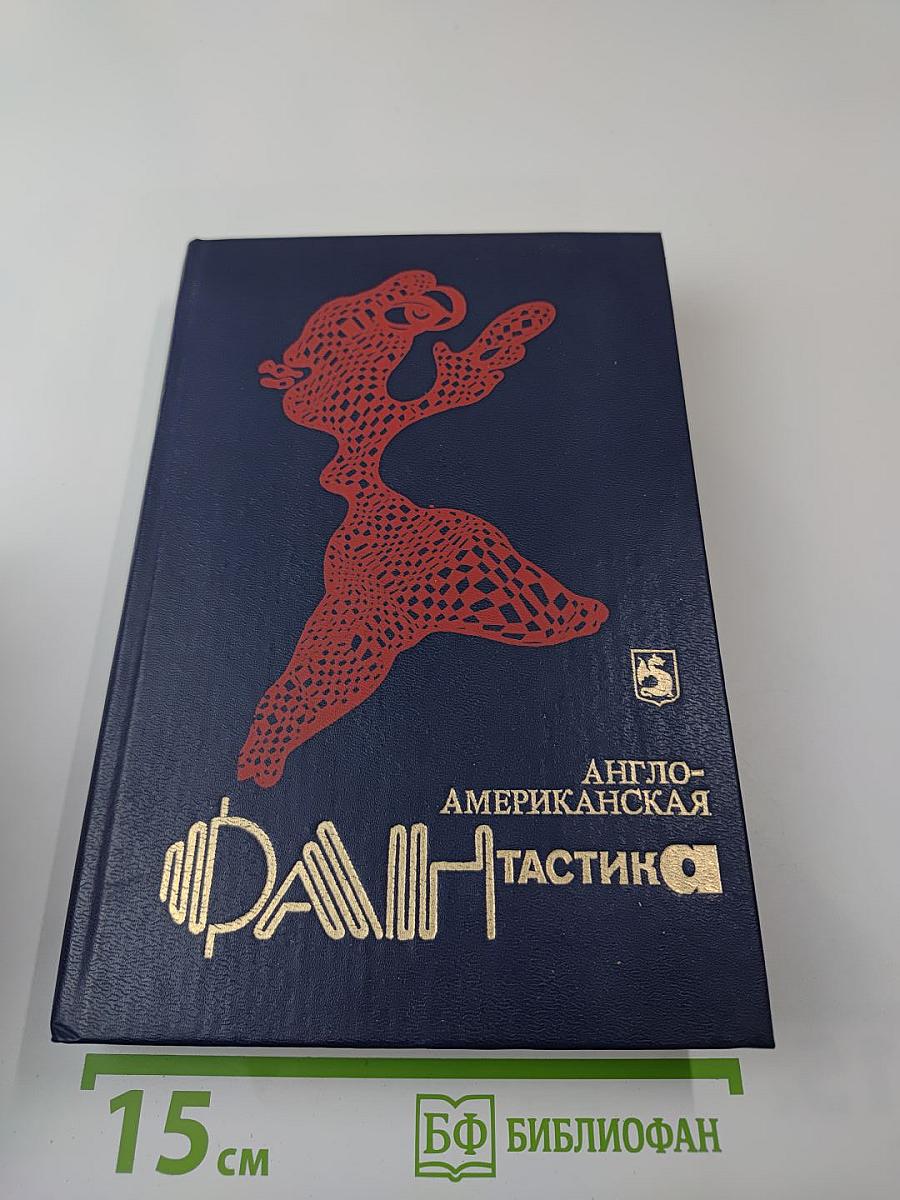 АНГЛО-
АМЕРИКАНСКАЯ
ФАНТАСТИКа
15 см
БФ БИБЛИОФАН